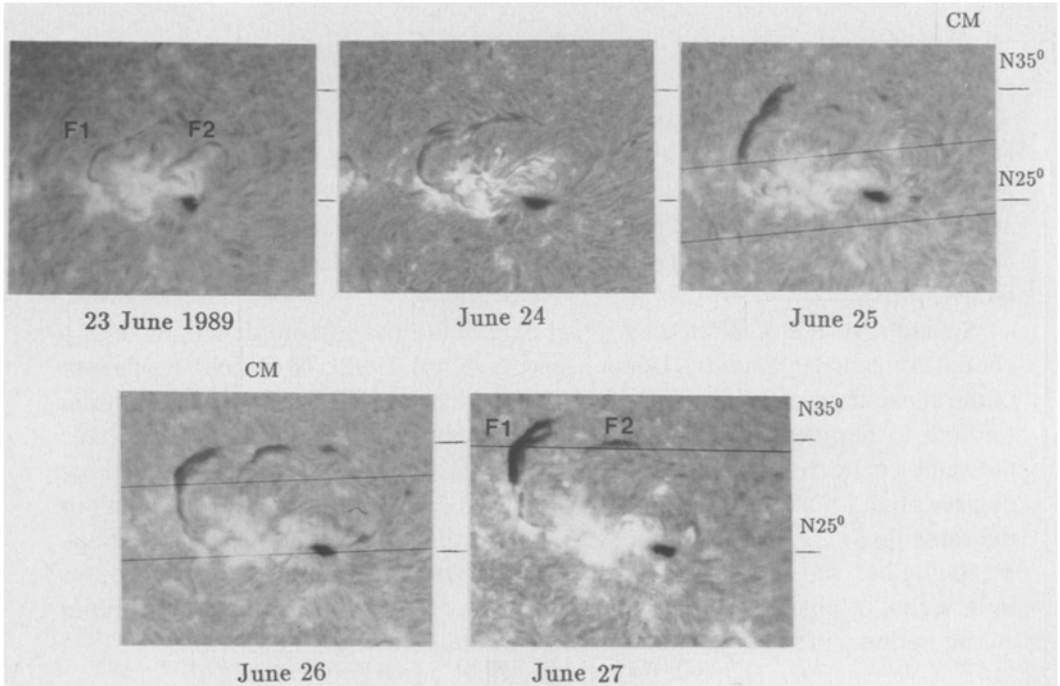 CM
F1 F2
N35⁰
N25⁰
23 June 1989
June 24
June 25
CM
F1 F2
N35⁰
N25⁰
June 26
June 27